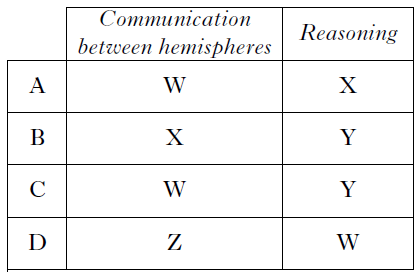 Communication
between hemispheres
Reasoning
A W X
B X Y
C W Y
D Z W